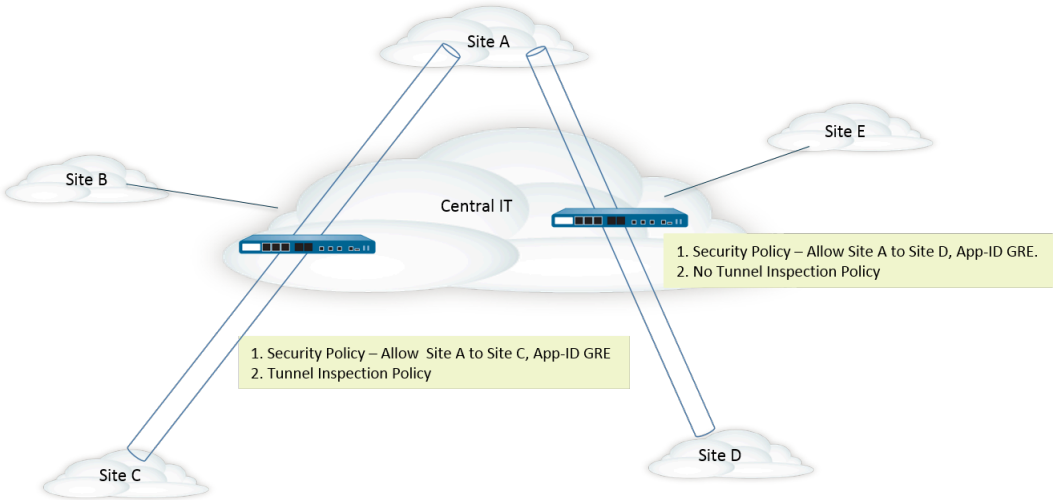 Site A
Site E
Site B
Central IT
1. Security Policy – Allow Site A to Site D, App-ID GRE.
2. No Tunnel Inspection Policy
1. Security Policy – Allow  Site A to Site C, App-ID GRE
2. Tunnel Inspection Policy
Site D
Site C